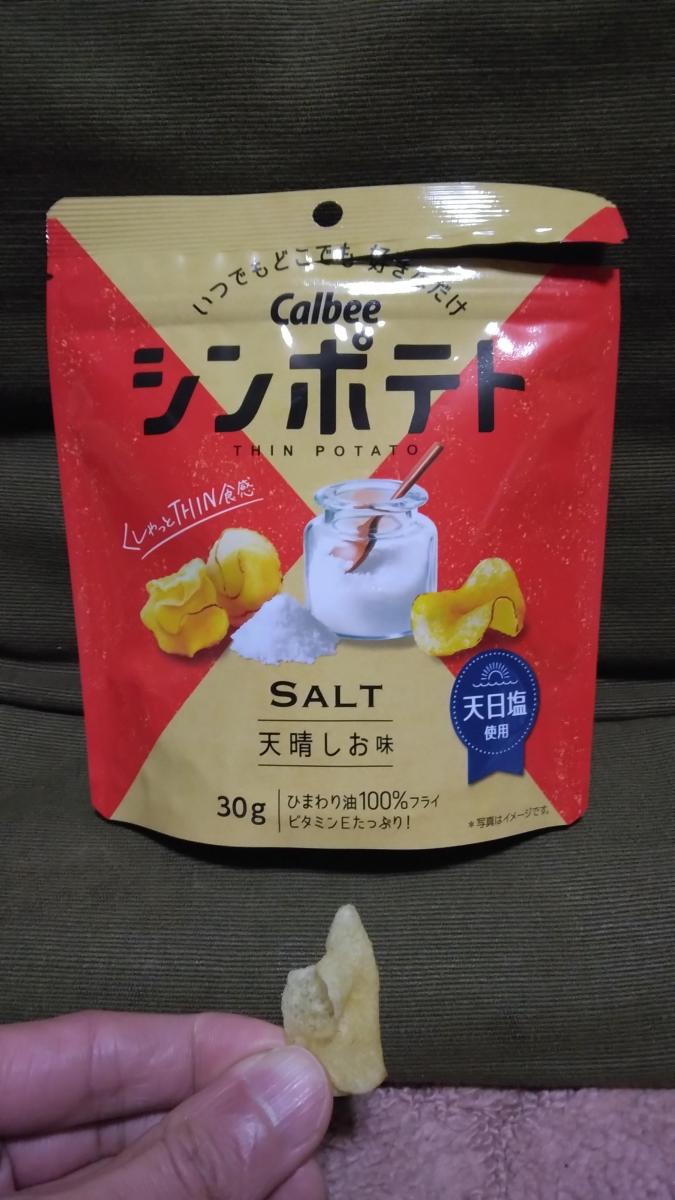 いつでもどこでも 好きなだけ
Calbee
シンポテト
THIN POTATO
くしゃっとTHIN食感
SALT
天晴しお味
天日塩
使用
30g
ひまわり油100%フライ
ビタミンEたっぷり!
*写真はイメージです。